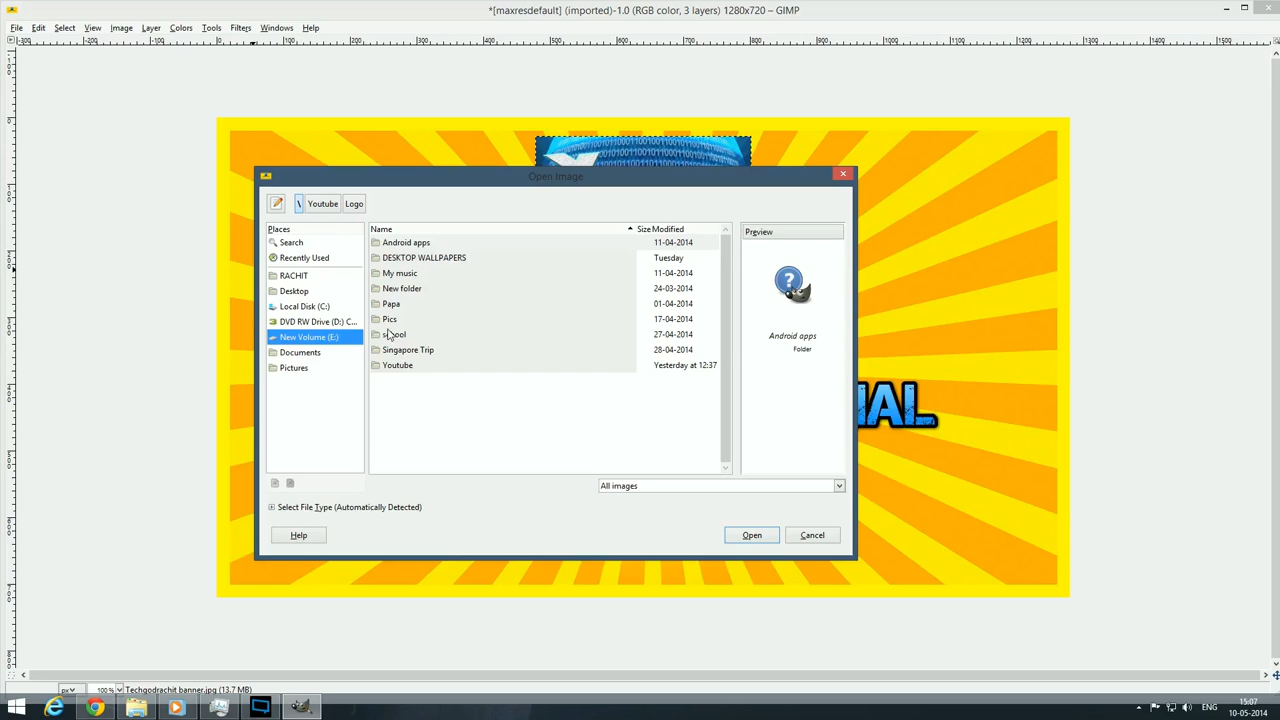 *[maxresdefault] (imported)-1.0 (RGB color, 3 layers) 1280x720 – GIMP
File Edit Select View Image Layer Colors Tools Filters Windows Help
Open Image
\ Youtube Logo
Places Name Size Modified Preview
Search Android apps 11-04-2014
Recently Used DESKTOP WALLPAPERS Tuesday
RACHIT My music 11-04-2014
Desktop New folder 24-03-2014
Local Disk (C:) Papa 01-04-2014
DVD RW Drive (D:) C... Pics 17-04-2014
New Volume (E:) school 27-04-2014
Documents Singapore Trip 28-04-2014
Pictures Youtube Yesterday at 12:37
Android apps
Folder
All images
Select File Type (Automatically Detected)
Help Open Cancel
px 100 % Techgodrachit banner.jpg (13.7 MB)
ENG 15:07
10-05-2014